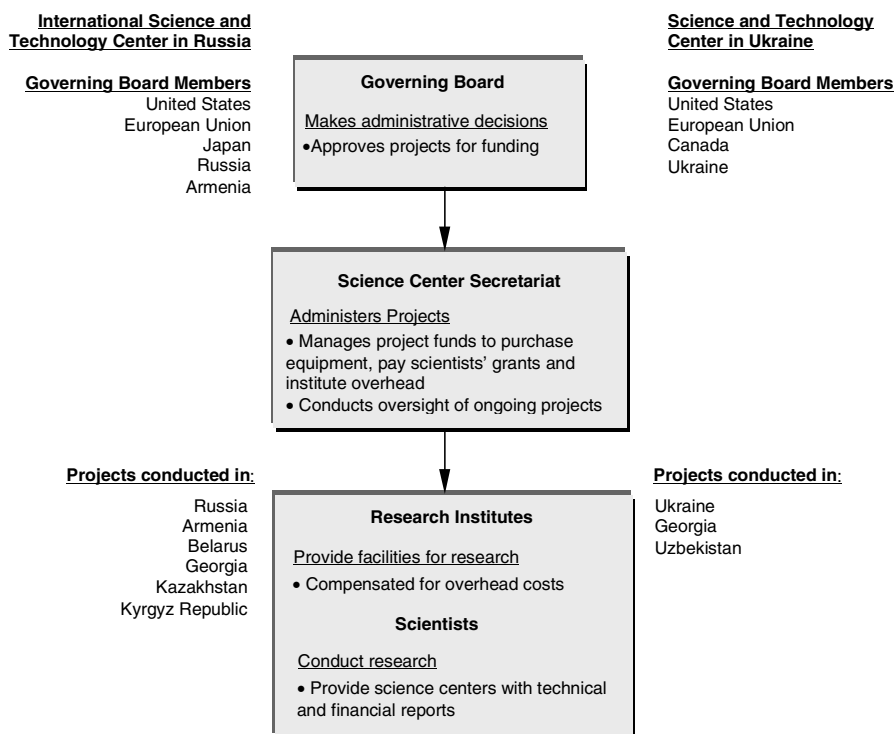 International Science and
Technology Center in Russia
Governing Board Members
United States
European Union
Japan
Russia
Armenia
Governing Board
Makes administrative decisions
•Approves projects for funding
Science and Technology
Center in Ukraine
Governing Board Members
United States
European Union
Canada
Ukraine
Science Center Secretariat
Administers Projects
• Manages project funds to purchase
equipment, pay scientists’ grants and
institute overhead
• Conducts oversight of ongoing projects
Projects conducted in:
Russia
Armenia
Belarus
Georgia
Kazakhstan
Kyrgyz Republic
Research Institutes
Provide facilities for research
• Compensated for overhead costs
Scientists
Conduct research
• Provide science centers with technical
and financial reports
Projects conducted in:
Ukraine
Georgia
Uzbekistan